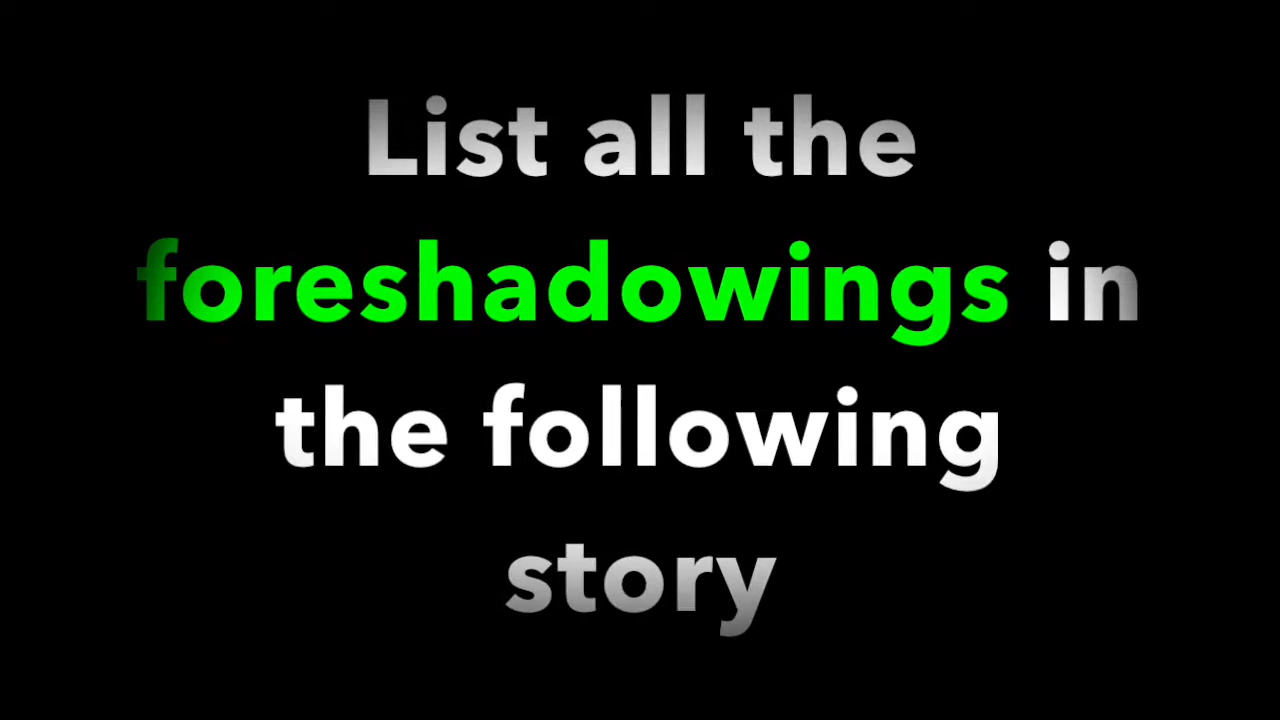 List all the
foreshadowings in
the following
story